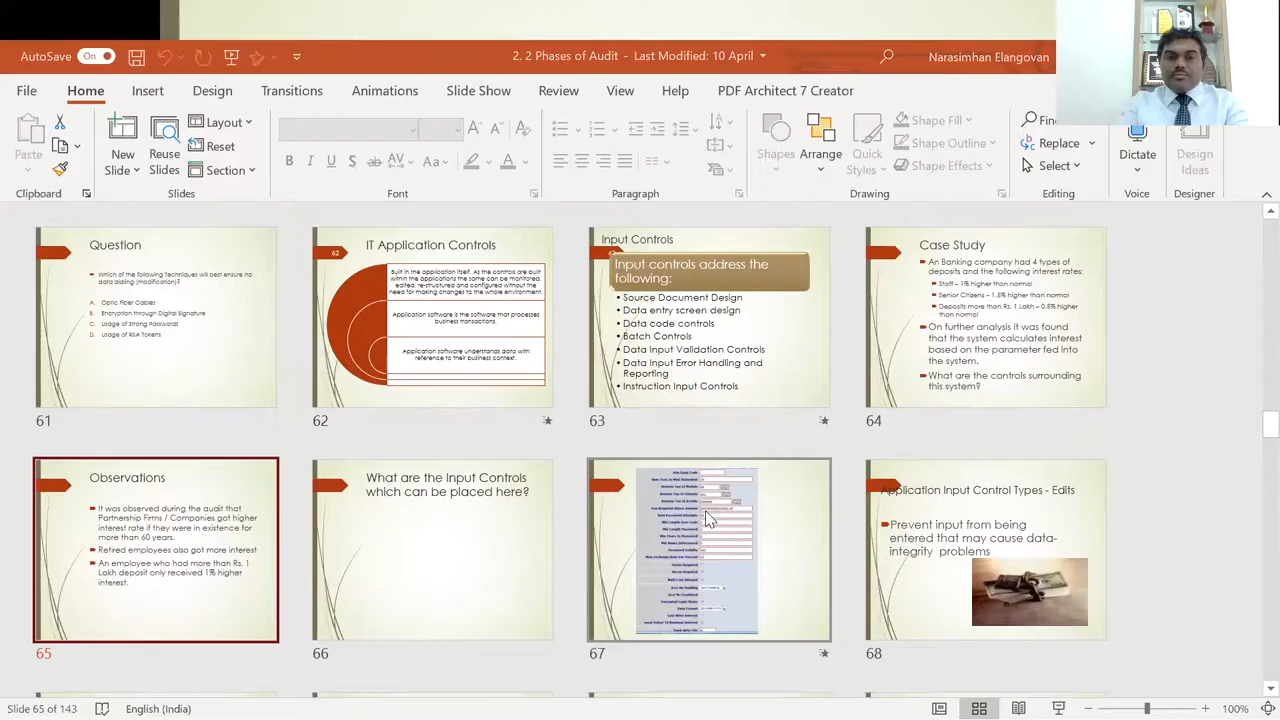 AutoSave On
2. 2 Phases of Audit - Last Modified: 10 April
Narasimhan Elangovan
File Home Insert Design Transitions Animations Slide Show Review View Help PDF Architect 7 Creator
Paste
New Slide
Reuse Slides
Layout
Reset
Section
B I U S ab AV Aa A
Shapes
Arrange
Quick Styles
Shape Fill
Shape Outline
Shape Effects
Replace
Select
Dictate
Design Ideas
Clipboard Slides Font Paragraph Drawing Editing Voice Designer
Question
Which of the following Techniques will best ensure no
data diddling (modification)?
A. Optic Fiber Cables
B. Encryption through Digital Signature
C. Usage of Strong Passwords
D. Usage of RSA Tokens
61
62
IT Application Controls
Built in the application itself. As the controls are built
within the applications the same can be monitored,
edited, re-structured and configured without the
need for making changes to the whole environment.
Application software is the software that processes
business transactions.
Application software understands data with
reference to their business context.
62
Input Controls
Input controls address the
following:
• Source Document Design
• Data entry screen design
• Data code controls
• Batch Controls
• Data Input Validation Controls
• Data Input Error Handling and
Reporting
• Instruction Input Controls
63
Case Study
An Banking company had 4 types of
deposits and the following interest rates:
Staff – 1% higher than normal
Senior Citizens – 1.5% higher than normal
Deposits more than Rs. 1 Lakh – 0.5% higher
than normal
On further analysis it was found
that the system calculates interest
based on the parameter fed into
the system.
What are the controls surrounding
this system?
64
Observations
It was observed during the audit that
Partnership Firms / Companies got higher
interest rate if there in existence for
more than 60 years.
Retired employees also got more interest
An employee who had more than Rs. 1
Lakh deposit only received 1% higher
interest.
65
What are the Input Controls
which can be placed here?
66
67
Application Input Control Types - Edits
Prevent input from being
entered that may cause data-
integrity problems
68
Slide 65 of 143
English (India)
100%